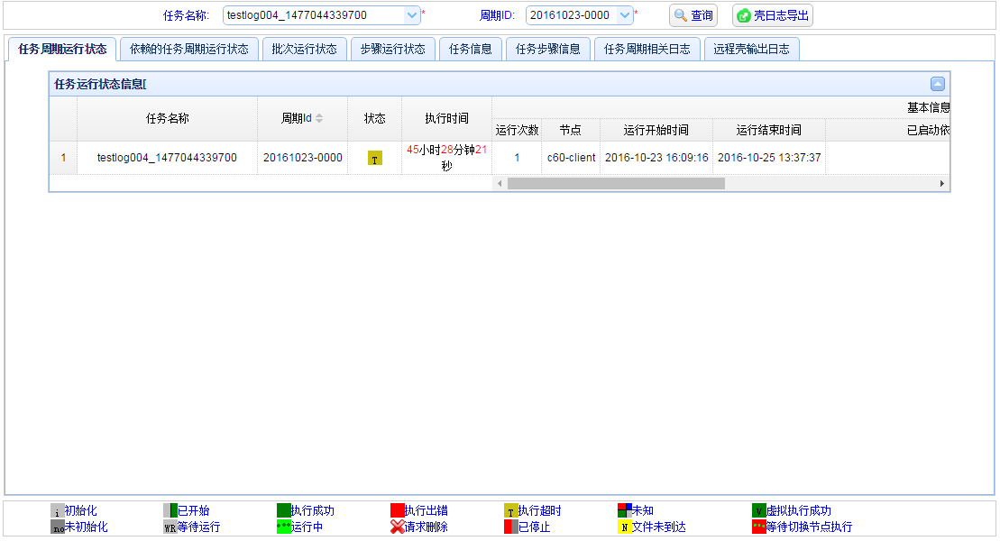 任务名称: testlog004_1477044339700 * 周期ID: 20161023-0000 * 查询 壳日志导出
任务周期运行状态 依赖的任务周期运行状态 批次运行状态 步骤运行状态 任务信息 任务步骤信息 任务周期相关日志 远程壳输出日志
任务运行状态信息[
基本信息
任务名称 周期Id 状态 执行时间
运行次数 节点 运行开始时间 运行结束时间 已启动依
1 testlog004_1477044339700 20161023-0000 T 45小时28分钟21秒 1 c60-client 2016-10-23 16:09:16 2016-10-25 13:37:37
i 初始化 已开始 执行成功 执行出错 T 执行超时 未知 V 虚拟执行成功
no 未初始化 WR 等待运行 运行中 请求删除 已停止 N 文件未到达 等待切换节点执行